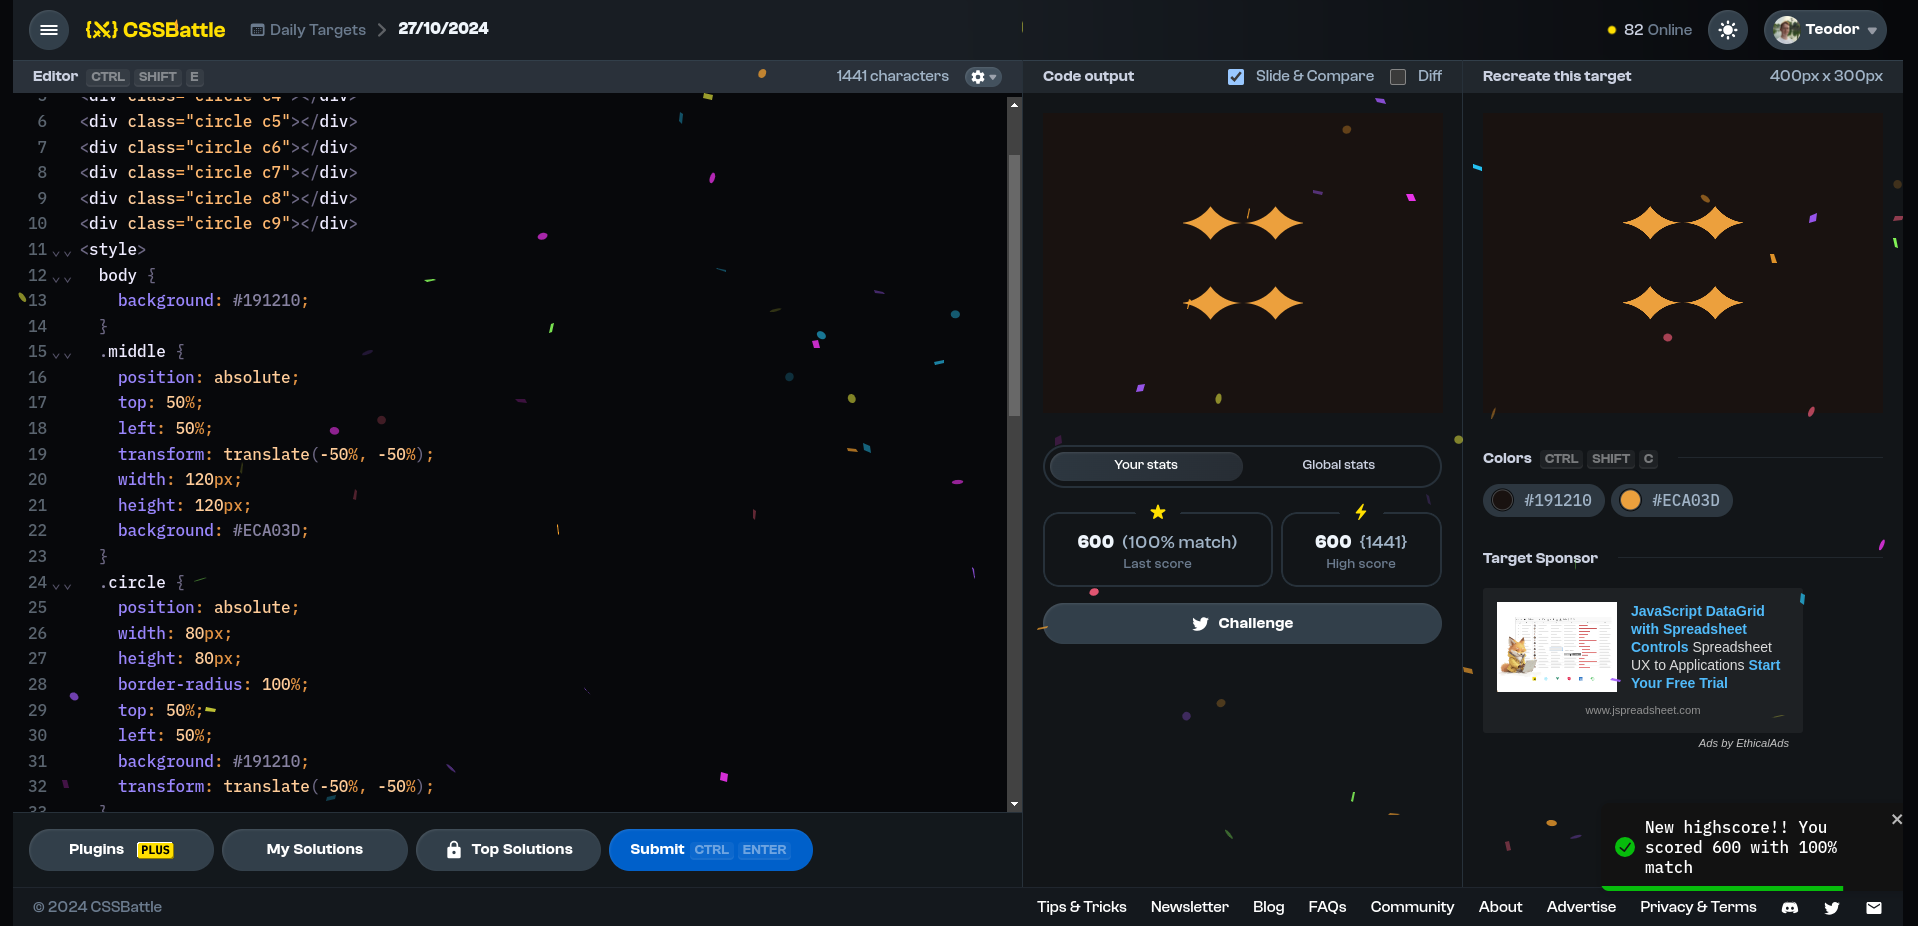 CSSBattle
Daily Targets
27/10/2024
82 Online
Teodor
Editor CTRL SHIFT E
1441 characters
5 <div class="circle c4"></div>
6 <div class="circle c5"></div>
7 <div class="circle c6"></div>
8 <div class="circle c7"></div>
9 <div class="circle c8"></div>
10 <div class="circle c9"></div>
11 <style>
12 body {
13 background: #191210;
14 }
15 .middle {
16 position: absolute;
17 top: 50%;
18 left: 50%;
19 transform: translate(-50%, -50%);
20 width: 120px;
21 height: 120px;
22 background: #ECA03D;
23 }
24 .circle {
25 position: absolute;
26 width: 80px;
27 height: 80px;
28 border-radius: 100%;
29 top: 50%;
30 left: 50%;
31 background: #191210;
32 transform: translate(-50%, -50%);
33 }
Plugins PLUS
My Solutions
Top Solutions
Submit CTRL ENTER
Code output
Slide & Compare
Diff
Your stats
Global stats
600 (100% match)
Last score
600 {1441}
High score
Challenge
Recreate this target
400px x 300px
Colors CTRL SHIFT C
#191210
#ECA03D
Target Sponsor
JavaScript DataGrid
with Spreadsheet
Controls Spreadsheet
UX to Applications Start
Your Free Trial
www.jspreadsheet.com
Ads by EthicalAds
New highscore!! You
scored 600 with 100%
match
© 2024 CSSBattle
Tips & Tricks
Newsletter
Blog
FAQs
Community
About
Advertise
Privacy & Terms